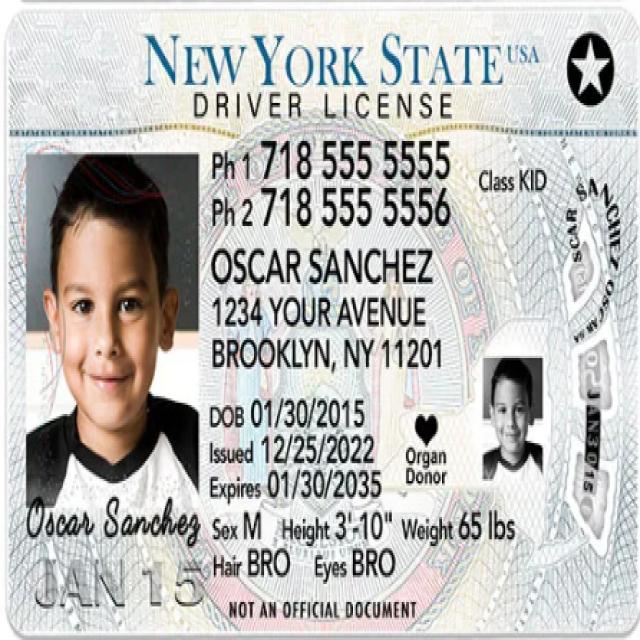 NEW YORK STATE USA
DRIVER LICENSE
Ph 1 718 555 5555
Class KID
Ph 2 718 555 5556
OSCAR SANCHEZ
1234 YOUR AVENUE
BROOKLYN, NY 11201
DOB 01/30/2015
Issued 12/25/2022
Organ
Donor
Expires 01/30/2035
Oscar Sanchez
Sex M Height 3'-10" Weight 65 lbs
Hair BRO Eyes BRO
JAN 15
NOT AN OFFICIAL DOCUMENT